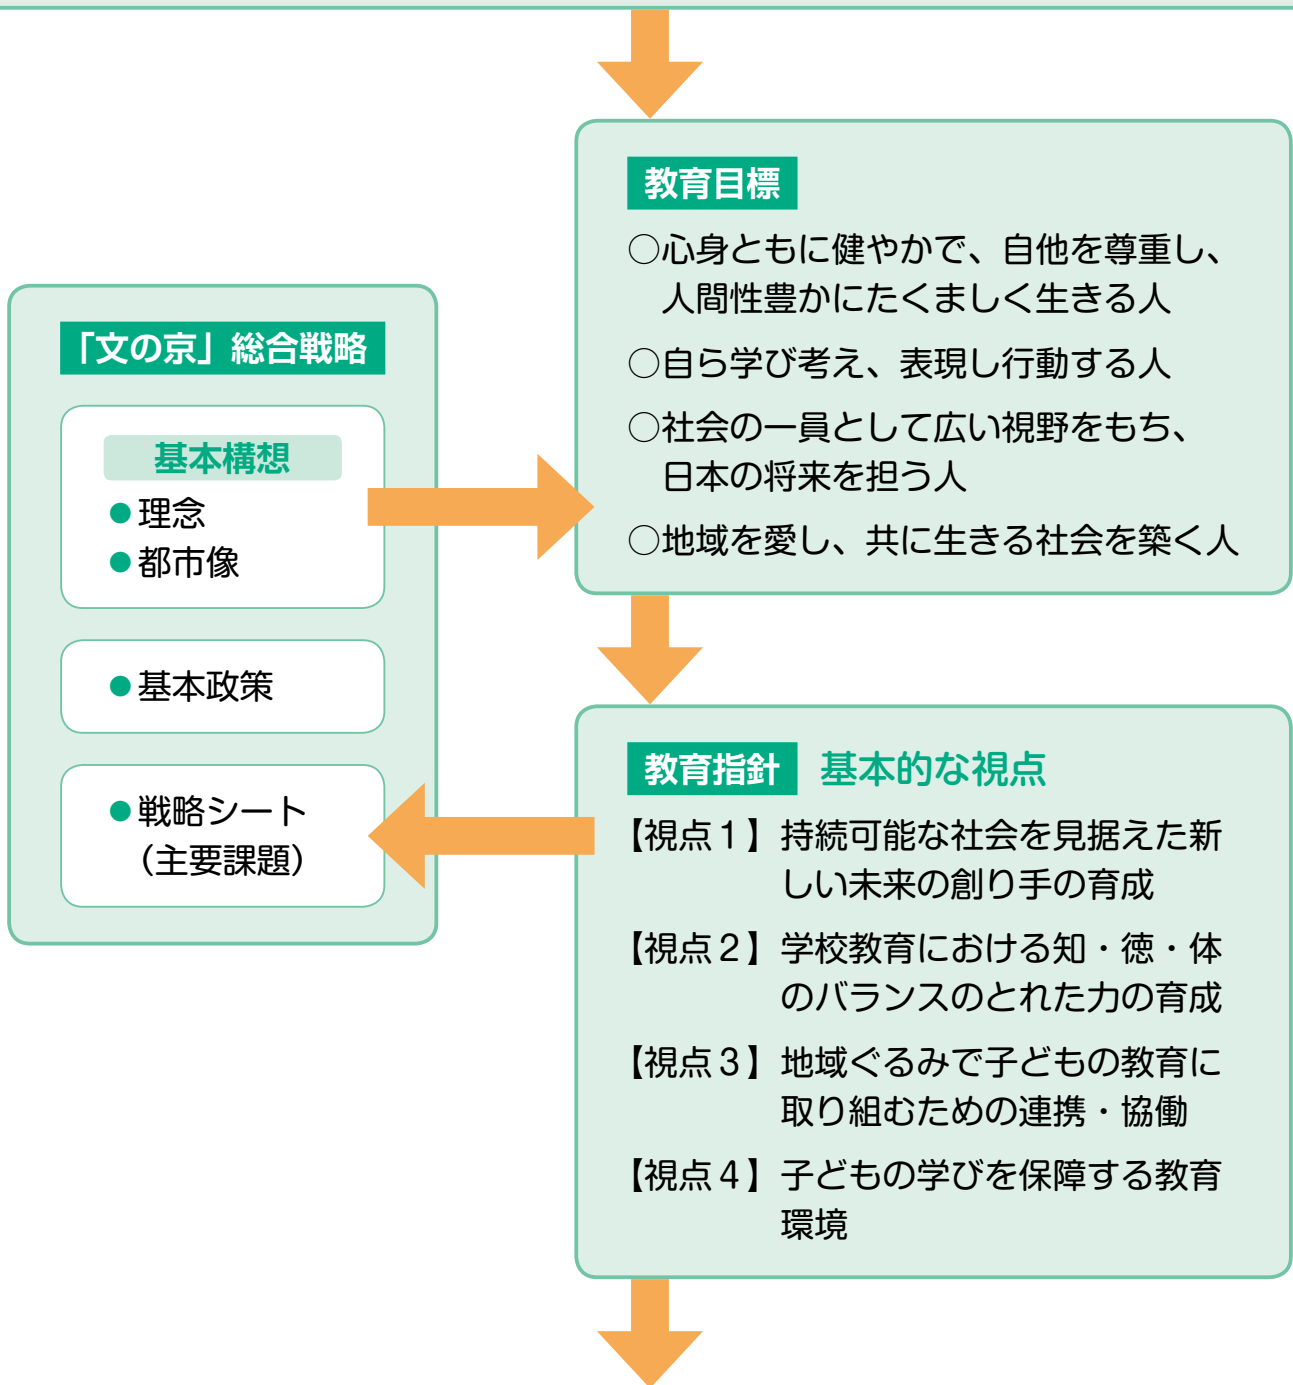 教育目標
○心身ともに健やかで、自他を尊重し、
人間性豊かにたくましく生きる人
○自ら学び考え、表現し行動する人
○社会の一員として広い視野をもち、
日本の将来を担う人
○地域を愛し、共に生きる社会を築く人
「文の京」総合戦略
基本構想
●理念
●都市像
●基本政策
●戦略シート
（主要課題）
教育指針 基本的な視点
【視点１】持続可能な社会を見据えた新
しい未来の創り手の育成
【視点２】学校教育における知・徳・体
のバランスのとれた力の育成
【視点３】地域ぐるみで子どもの教育に
取り組むための連携・協働
【視点４】子どもの学びを保障する教育
環境